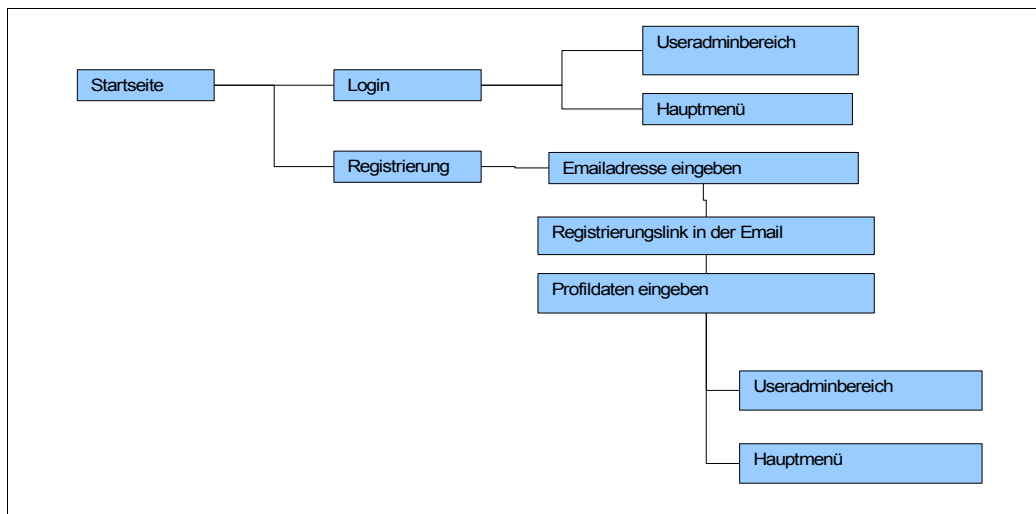 Useradminbereich
Startseite
Login
Hauptmenü
Registrierung
Emailadresse eingeben
Registrierungslink in der Email
Profildaten eingeben
Useradminbereich
Hauptmenü